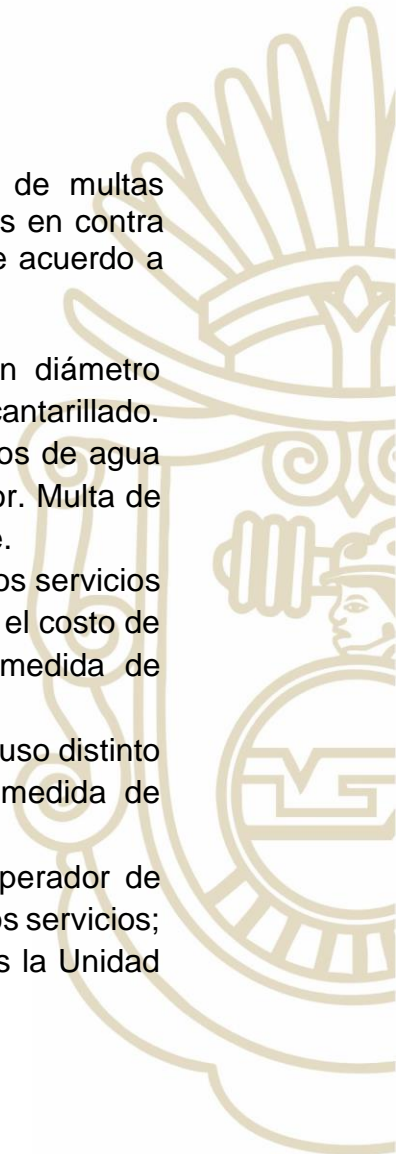 de multas
s en contra
e acuerdo a
n diámetro
cantarillado.
os de agua
or. Multa de
e.
os servicios
el costo de
medida de
uso distinto
medida de
perador de
os servicios;
s la Unidad